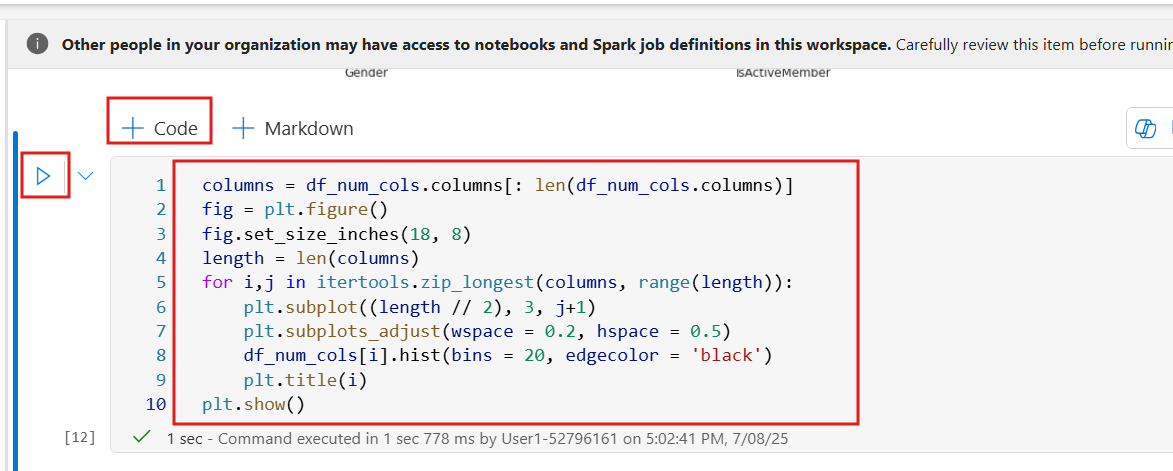 Other people in your organization may have access to notebooks and Spark job definitions in this workspace. Carefully review this item before runnin
Gender IsActiveMember
Code Markdown
1 columns = df_num_cols.columns[: len(df_num_cols.columns)]
2 fig = plt.figure()
3 fig.set_size_inches(18, 8)
4 length = len(columns)
5 for i,j in itertools.zip_longest(columns, range(length)):
6     plt.subplot((length // 2), 3, j+1)
7     plt.subplots_adjust(wspace = 0.2, hspace = 0.5)
8     df_num_cols[i].hist(bins = 20, edgecolor = 'black')
9     plt.title(i)
10 plt.show()
[12] 1 sec - Command executed in 1 sec 778 ms by User1-52796161 on 5:02:41 PM, 7/08/25